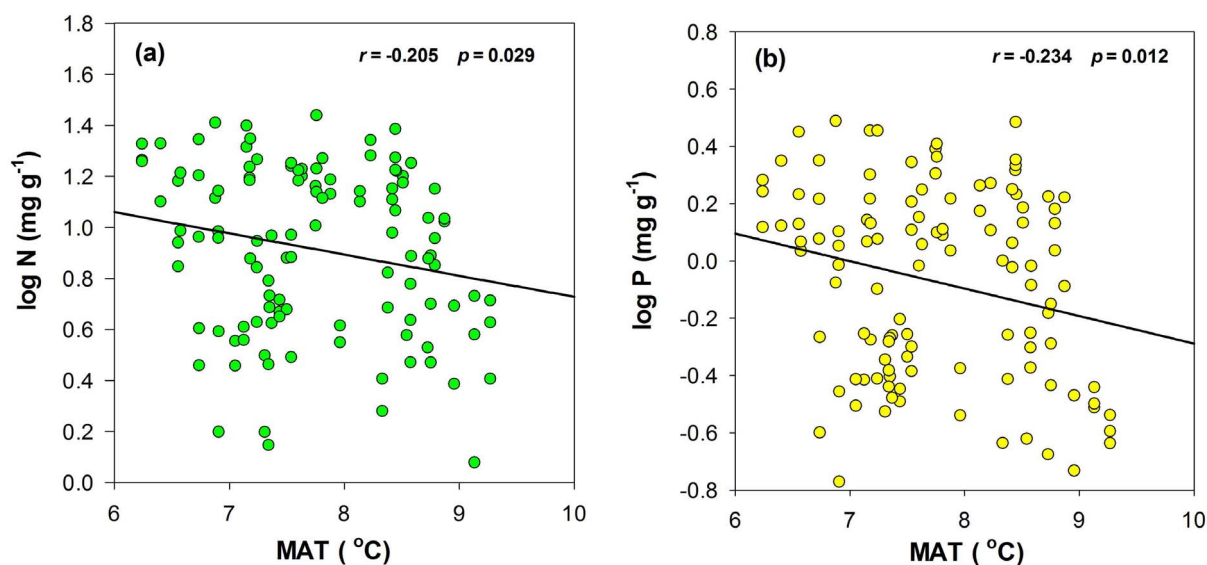 (a)
r = -0.205 p = 0.029
log N (mg g-1)
1.8
1.6
1.4
1.2
1.0
0.8
0.6
0.4
0.2
0.0
6 7 8 9 10
MAT ( oC)
(b)
r = -0.234 p = 0.012
log P (mg g-1)
0.8
0.6
0.4
0.2
0.0
-0.2
-0.4
-0.6
-0.8
6 7 8 9 10
MAT ( oC)